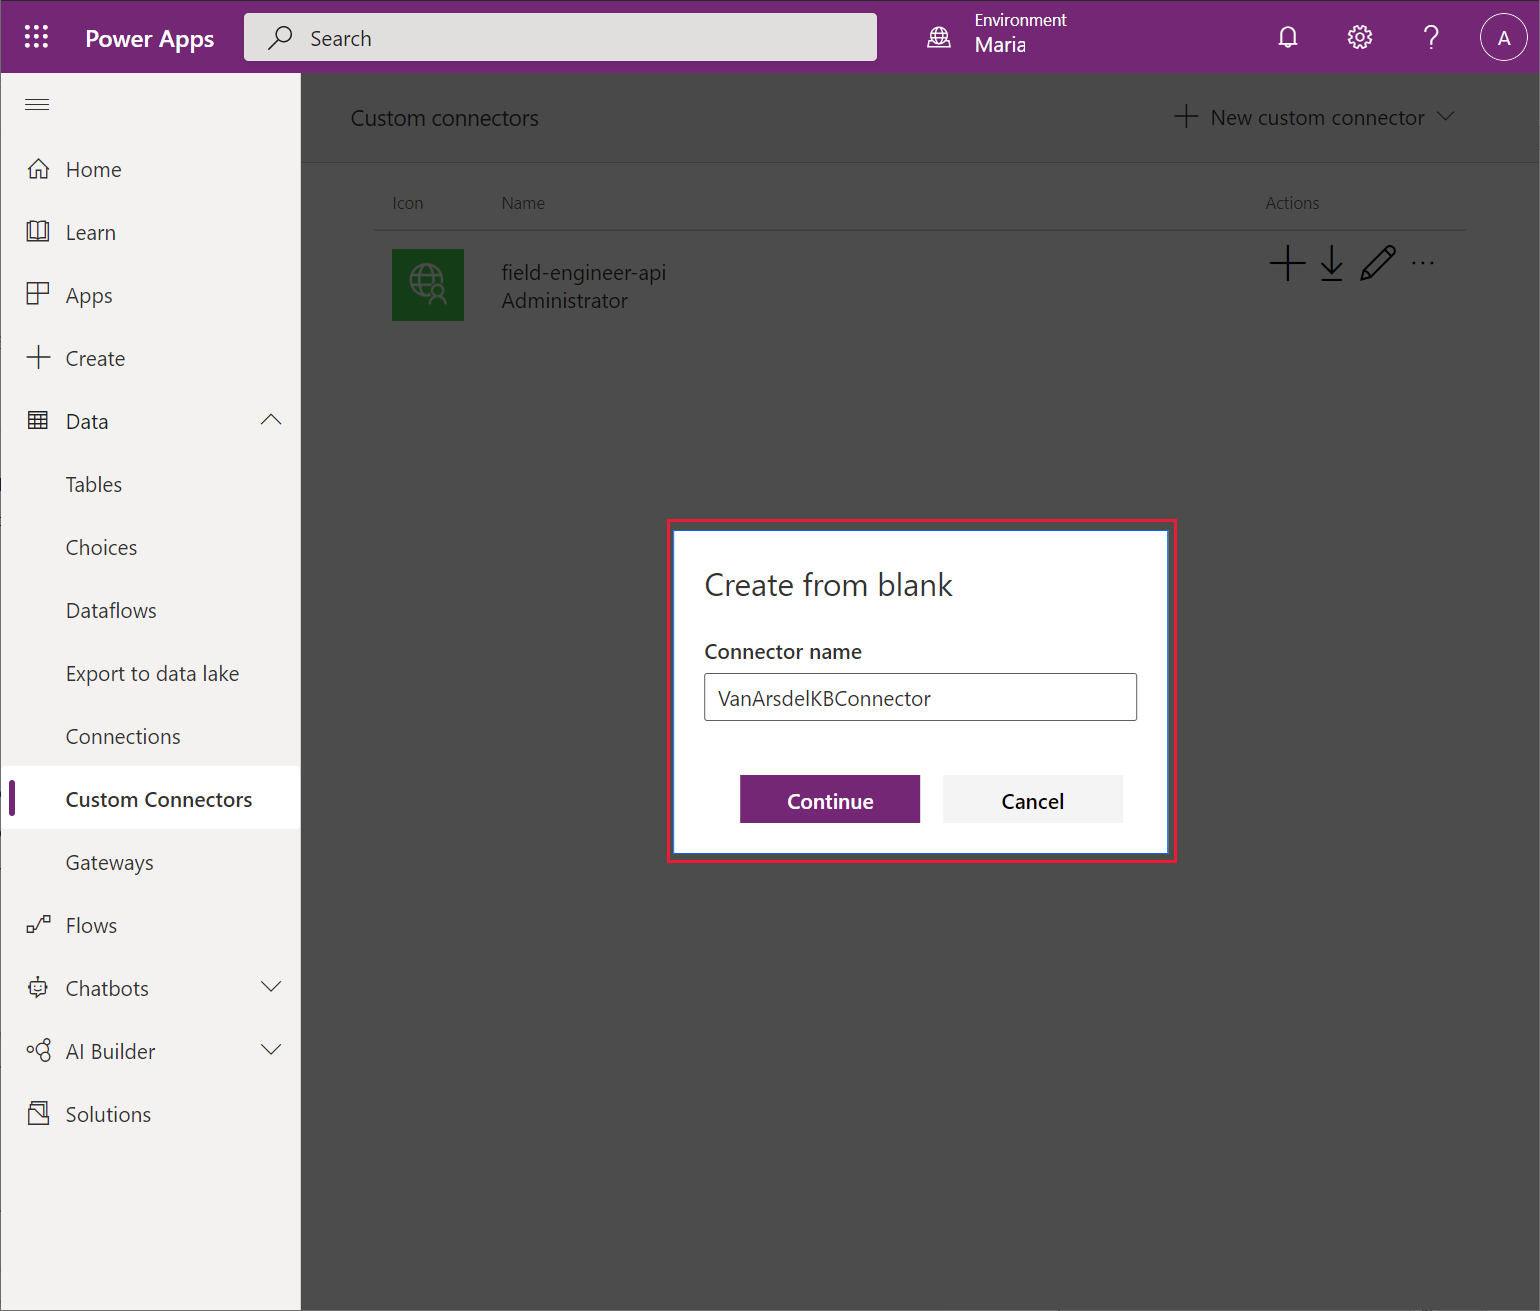 Power Apps
Search
Environment
Maria
A
Home
Learn
Apps
Create
Data
Tables
Choices
Dataflows
Export to data lake
Connections
Custom Connectors
Gateways
Flows
Chatbots
AI Builder
Solutions
Custom connectors
New custom connector
Icon Name Actions
field-engineer-api
Administrator
Create from blank
Connector name
VanArsdelKBConnector
Continue Cancel